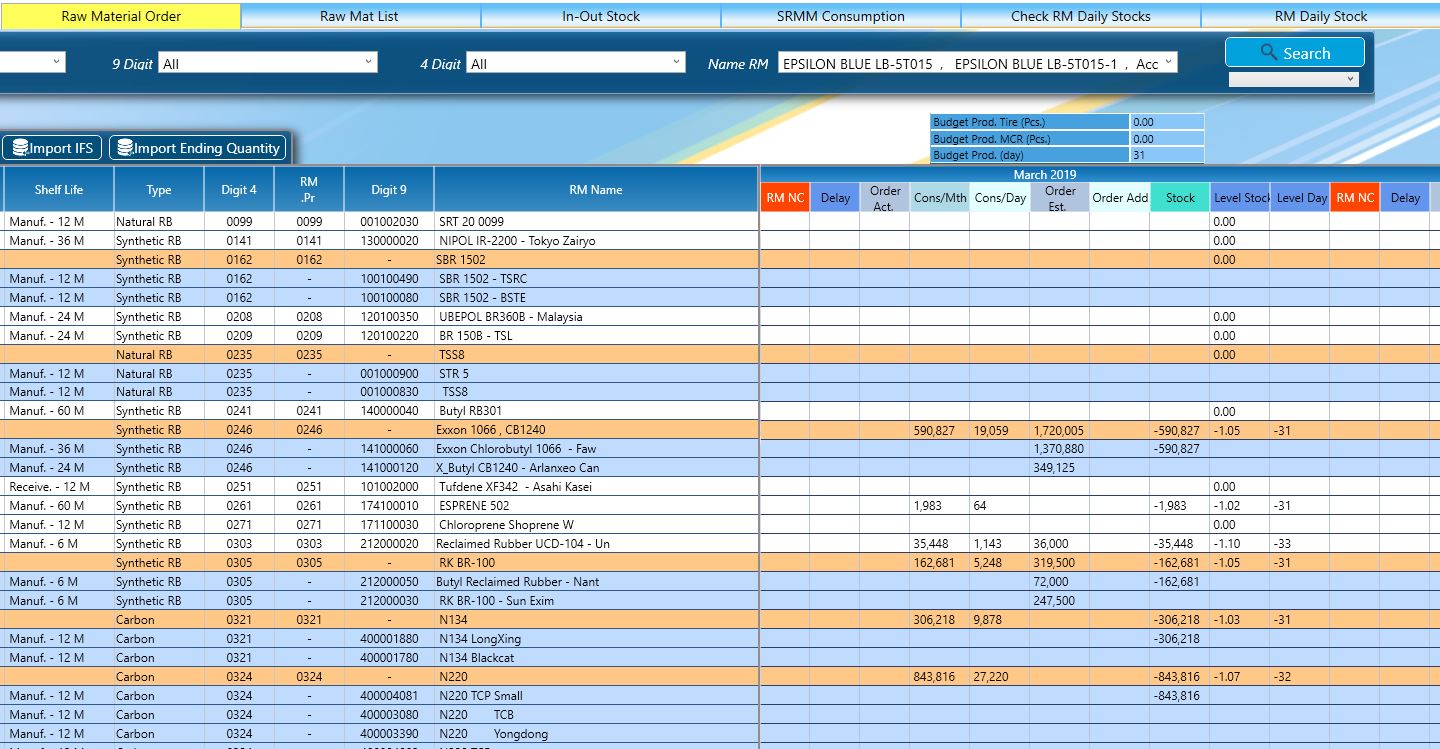 Raw Material Order Raw Mat List In-Out Stock SRMM Consumption Check RM Daily Stocks RM Daily Stock
9 Digit All 4 Digit All Name RM EPSILON BLUE LB-5T015 , EPSILON BLUE LB-5T015-1 , Acc Search
Budget Prod. Tire (Pcs.) 0.00
Budget Prod. MCR (Pcs.) 0.00
Import IFS Import Ending Quantity
Budget Prod. (day) 31
March 2019
Shelf Life Type Digit 4 RM .Pr Digit 9 RM Name RM NC Delay Order Act. Cons/Mth Cons/Day Order Est. Order Add Stock Level Stock Level Day RM NC Delay
Manuf. - 12 M Natural RB 0099 0099 001002030 SRT 20 0099 0.00
Manuf. - 36 M Synthetic RB 0141 0141 130000020 NIPOL IR-2200 - Tokyo Zairyo 0.00
Synthetic RB 0162 0162 - SBR 1502 0.00
Manuf. - 12 M Synthetic RB 0162 - 100100490 SBR 1502 - TSRC
Manuf. - 12 M Synthetic RB 0162 - 100100080 SBR 1502 - BSTE
Manuf. - 24 M Synthetic RB 0208 0208 120100350 UBEPOL BR360B - Malaysia 0.00
Manuf. - 24 M Synthetic RB 0209 0209 120100220 BR 150B - TSL 0.00
Natural RB 0235 0235 - TSS8 0.00
Manuf. - 12 M Natural RB 0235 - 001000900 STR 5
Manuf. - 12 M Natural RB 0235 - 001000830 TSS8
Manuf. - 60 M Synthetic RB 0241 0241 140000040 Butyl RB301 0.00
Synthetic RB 0246 0246 - Exxon 1066 , CB1240 590,827 19,059 1,720,005 -590,827 -1.05 -31
Manuf. - 36 M Synthetic RB 0246 - 141000060 Exxon Chlorobutyl 1066 - Faw 1,370,880 -590,827
Manuf. - 24 M Synthetic RB 0246 - 141000120 X_Butyl CB1240 - Arlanxeo Can 349,125
Receive. - 12 M Synthetic RB 0251 0251 101002000 Tufdene XF342 - Asahi Kasei 0.00
Manuf. - 60 M Synthetic RB 0261 0261 174100010 ESPRENE 502 1,983 64 -1,983 -1.02 -31
Manuf. - 12 M Synthetic RB 0271 0271 171100030 Chloroprene Shoprene W 0.00
Manuf. - 6 M Synthetic RB 0303 0303 212000020 Reclaimed Rubber UCD-104 - Un 35,448 1,143 36,000 -35,448 -1.10 -33
Synthetic RB 0305 0305 - RK BR-100 162,681 5,248 319,500 -162,681 -1.05 -31
Manuf. - 6 M Synthetic RB 0305 - 212000050 Butyl Reclaimed Rubber - Nant 72,000 -162,681
Manuf. - 6 M Synthetic RB 0305 - 212000030 RK BR-100 - Sun Exim 247,500
Carbon 0321 0321 - N134 306,218 9,878 -306,218 -1.03 -31
Manuf. - 12 M Carbon 0321 - 400001880 N134 LongXing -306,218
Manuf. - 12 M Carbon 0321 - 400001780 N134 Blackcat
Carbon 0324 0324 - N220 843,816 27,220 -843,816 -1.07 -32
Manuf. - 12 M Carbon 0324 - 400004081 N220 TCP Small -843,816
Manuf. - 12 M Carbon 0324 - 400003080 N220 TCB
Manuf. - 12 M Carbon 0324 - 400003390 N220 Yongdong